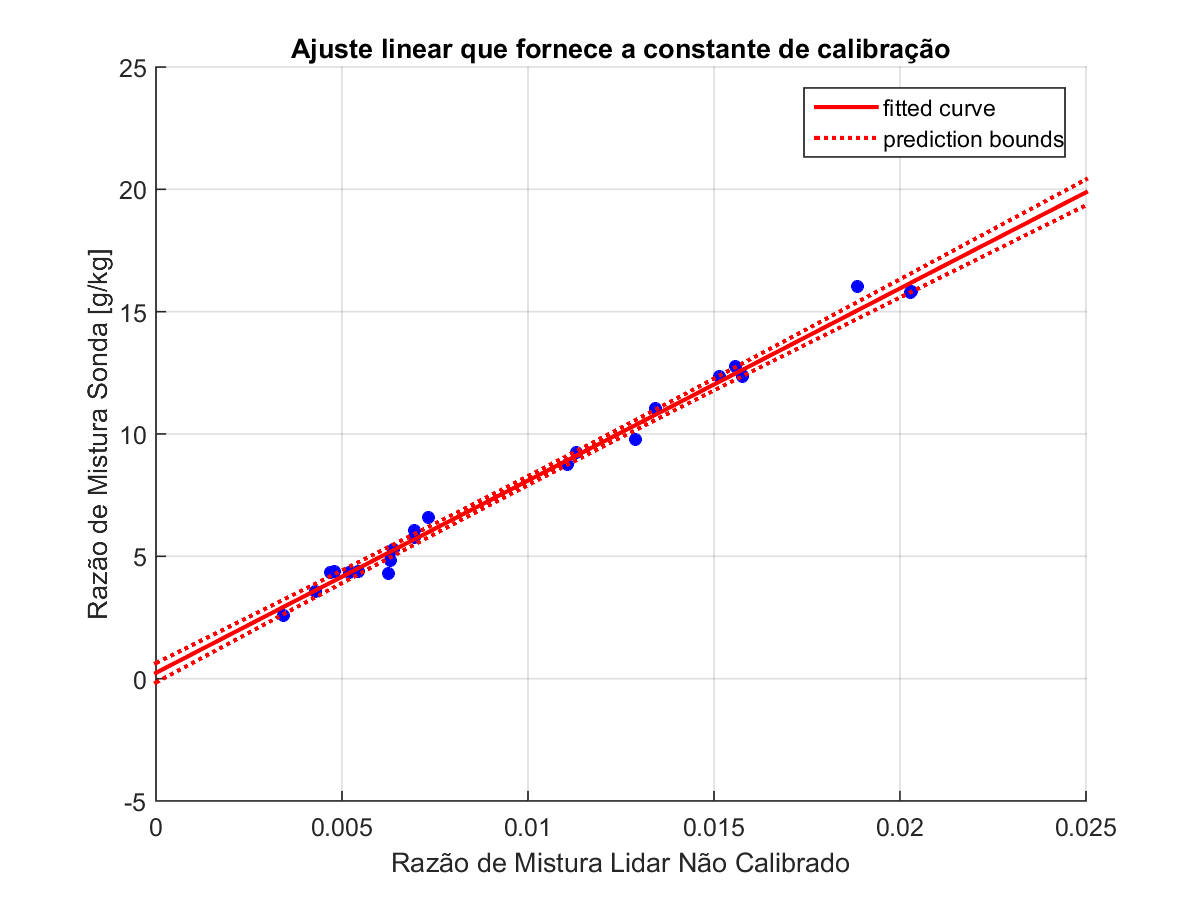 Ajuste linear que fornece a constante de calibração
25
20
15
10
5
0
-5
fitted curve
prediction bounds
Razão de Mistura Sonda [g/kg]
0
0.005
0.01
0.015
0.02
0.025
Razão de Mistura Lidar Não Calibrado